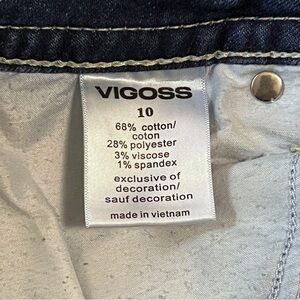 VIGOSS
10
68% cotton/
coton
28% polyester
3% viscose
1% spandex
exclusive of
decoration/
sauf decoration
made in vietnam